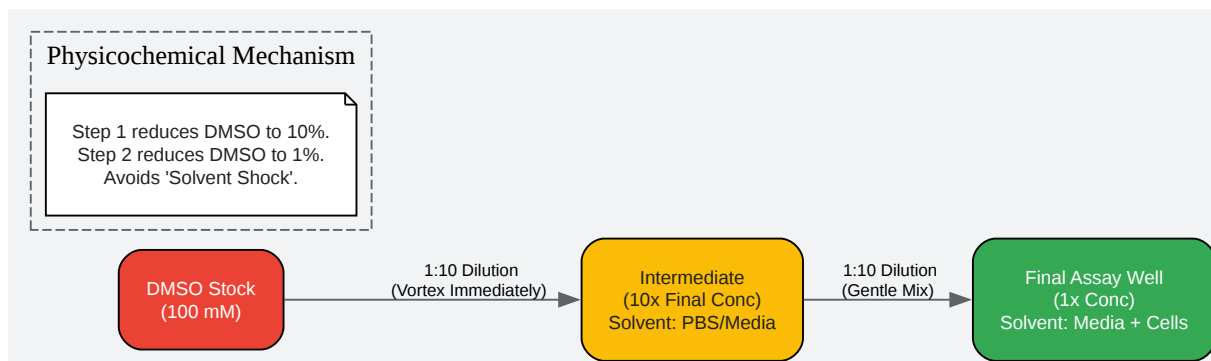 Physicochemical Mechanism
Step 1 reduces DMSO to 10%.
Step 2 reduces DMSO to 1%.
Avoids 'Solvent Shock'.
DMSO Stock
(100 mM)
1:10 Dilution
(Vortex Immediately)
Intermediate
(10x Final Conc)
Solvent: PBS/Media
1:10 Dilution
(Gentle Mix)
Final Assay Well
(1x Conc)
Solvent: Media + Cells